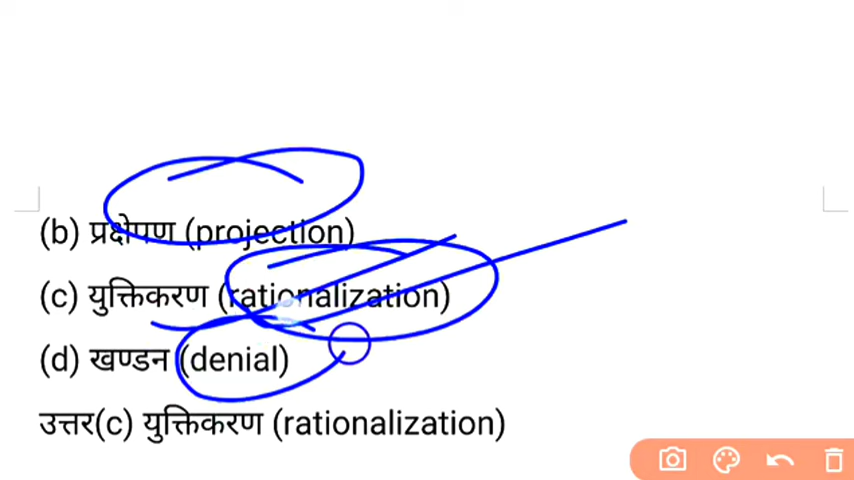 (b) प्रक्षेपण (projection)
(c) युक्तिकरण (rationalization)
(d) खण्डन (denial)
उत्तर(c) युक्तिकरण (rationalization)